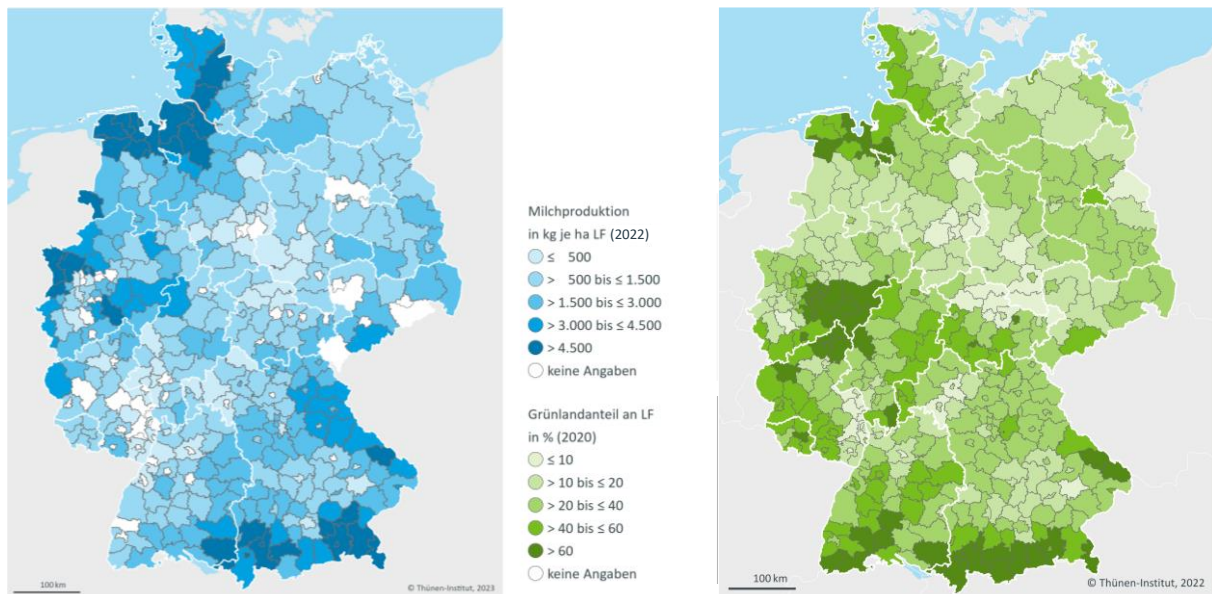 Milchproduktion
in kg je ha LF (2022)
≤ 500
> 500 bis ≤ 1.500
> 1.500 bis ≤ 3.000
> 3.000 bis ≤ 4.500
> 4.500
keine Angaben
Grünlandanteil an LF
in % (2020)
≤ 10
> 10 bis ≤ 20
> 20 bis ≤ 40
> 40 bis ≤ 60
> 60
keine Angaben
100 km
© Thünen-Institut, 2023
100 km
© Thünen-Institut, 2022